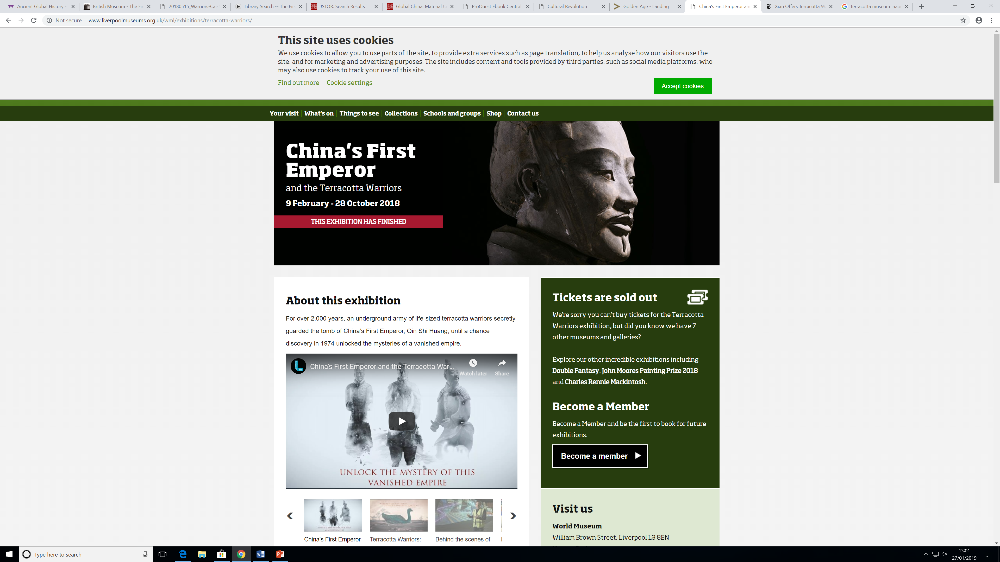 Ancient Global History -
British Museum - The Fir
20180515_Warriors-Cai-
Library Search -- The Fir
JSTOR: Search Results
Global China: Material C
ProQuest Ebook Central
Cultural Revolution
Golden Age - Landing
China's First Emperor an
Xian Offers Terracotta W
terracotta museum inau
Not secure
www.liverpoolmuseums.org.uk/wml/exhibitions/terracotta-warriors/
This site uses cookies
We use cookies to allow you to use parts of the site, to provide extra services such as page translation, to help us analyse how our visitors use the
site, and for marketing and advertising purposes. The site includes content and tools provided by third parties, such as social media platforms, who
may also use cookies to track your use of this site.
Find out more Cookie settings
Accept cookies
Your visit What's on Things to see Collections Schools and groups Shop Contact us
China's First
Emperor
and the Terracotta Warriors
9 February - 28 October 2018
THIS EXHIBITION HAS FINISHED
About this exhibition
For over 2,000 years, an underground army of life-sized terracotta warriors secretly
guarded the tomb of China's First Emperor, Qin Shi Huang, until a chance
discovery in 1974 unlocked the mysteries of a vanished empire.
China's First Emperor and the Terracotta War...
Watch later Share
UNLOCK THE MYSTERY OF THIS
VANISHED EMPIRE
China's First Emperor
Terracotta Warriors:
Behind the scenes of
Tickets are sold out
We're sorry you can't buy tickets for the Terracotta
Warriors exhibition, but did you know we have 7
other museums and galleries?
Explore our other incredible exhibitions including
Double Fantasy, John Moores Painting Prize 2018
and Charles Rennie Mackintosh.
Become a Member
Become a Member and be the first to book for future
exhibitions.
Become a member
Visit us
World Museum
William Brown Street, Liverpool L3 8EN
Type here to search
13:01
27/01/2019